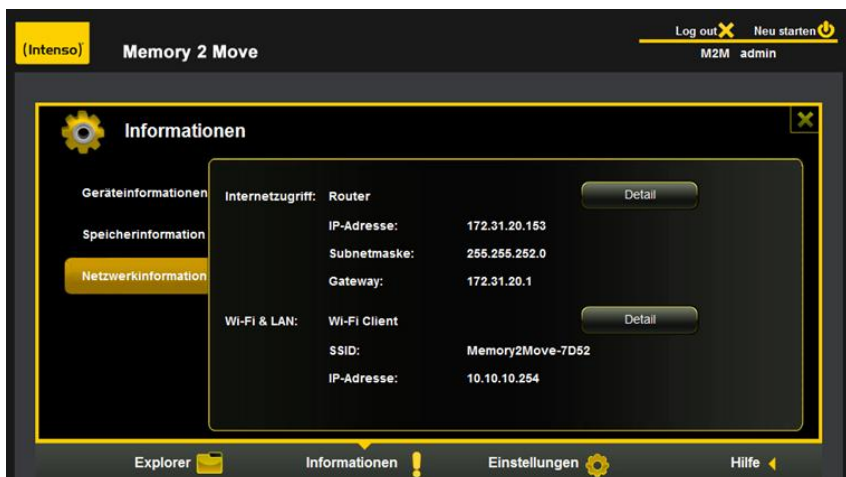 (Intenso)
Memory 2 Move
Log out Neu starten
M2M admin
Informationen
Geräteinformationen
Speicherinformation
Netzwerkinformation
Internetzugriff: Router Detail
IP-Adresse: 172.31.20.153
Subnetmaske: 255.255.252.0
Gateway: 172.31.20.1
Wi-Fi & LAN: Wi-Fi Client Detail
SSID: Memory2Move-7D52
IP-Adresse: 10.10.10.254
Explorer Informationen Einstellungen Hilfe